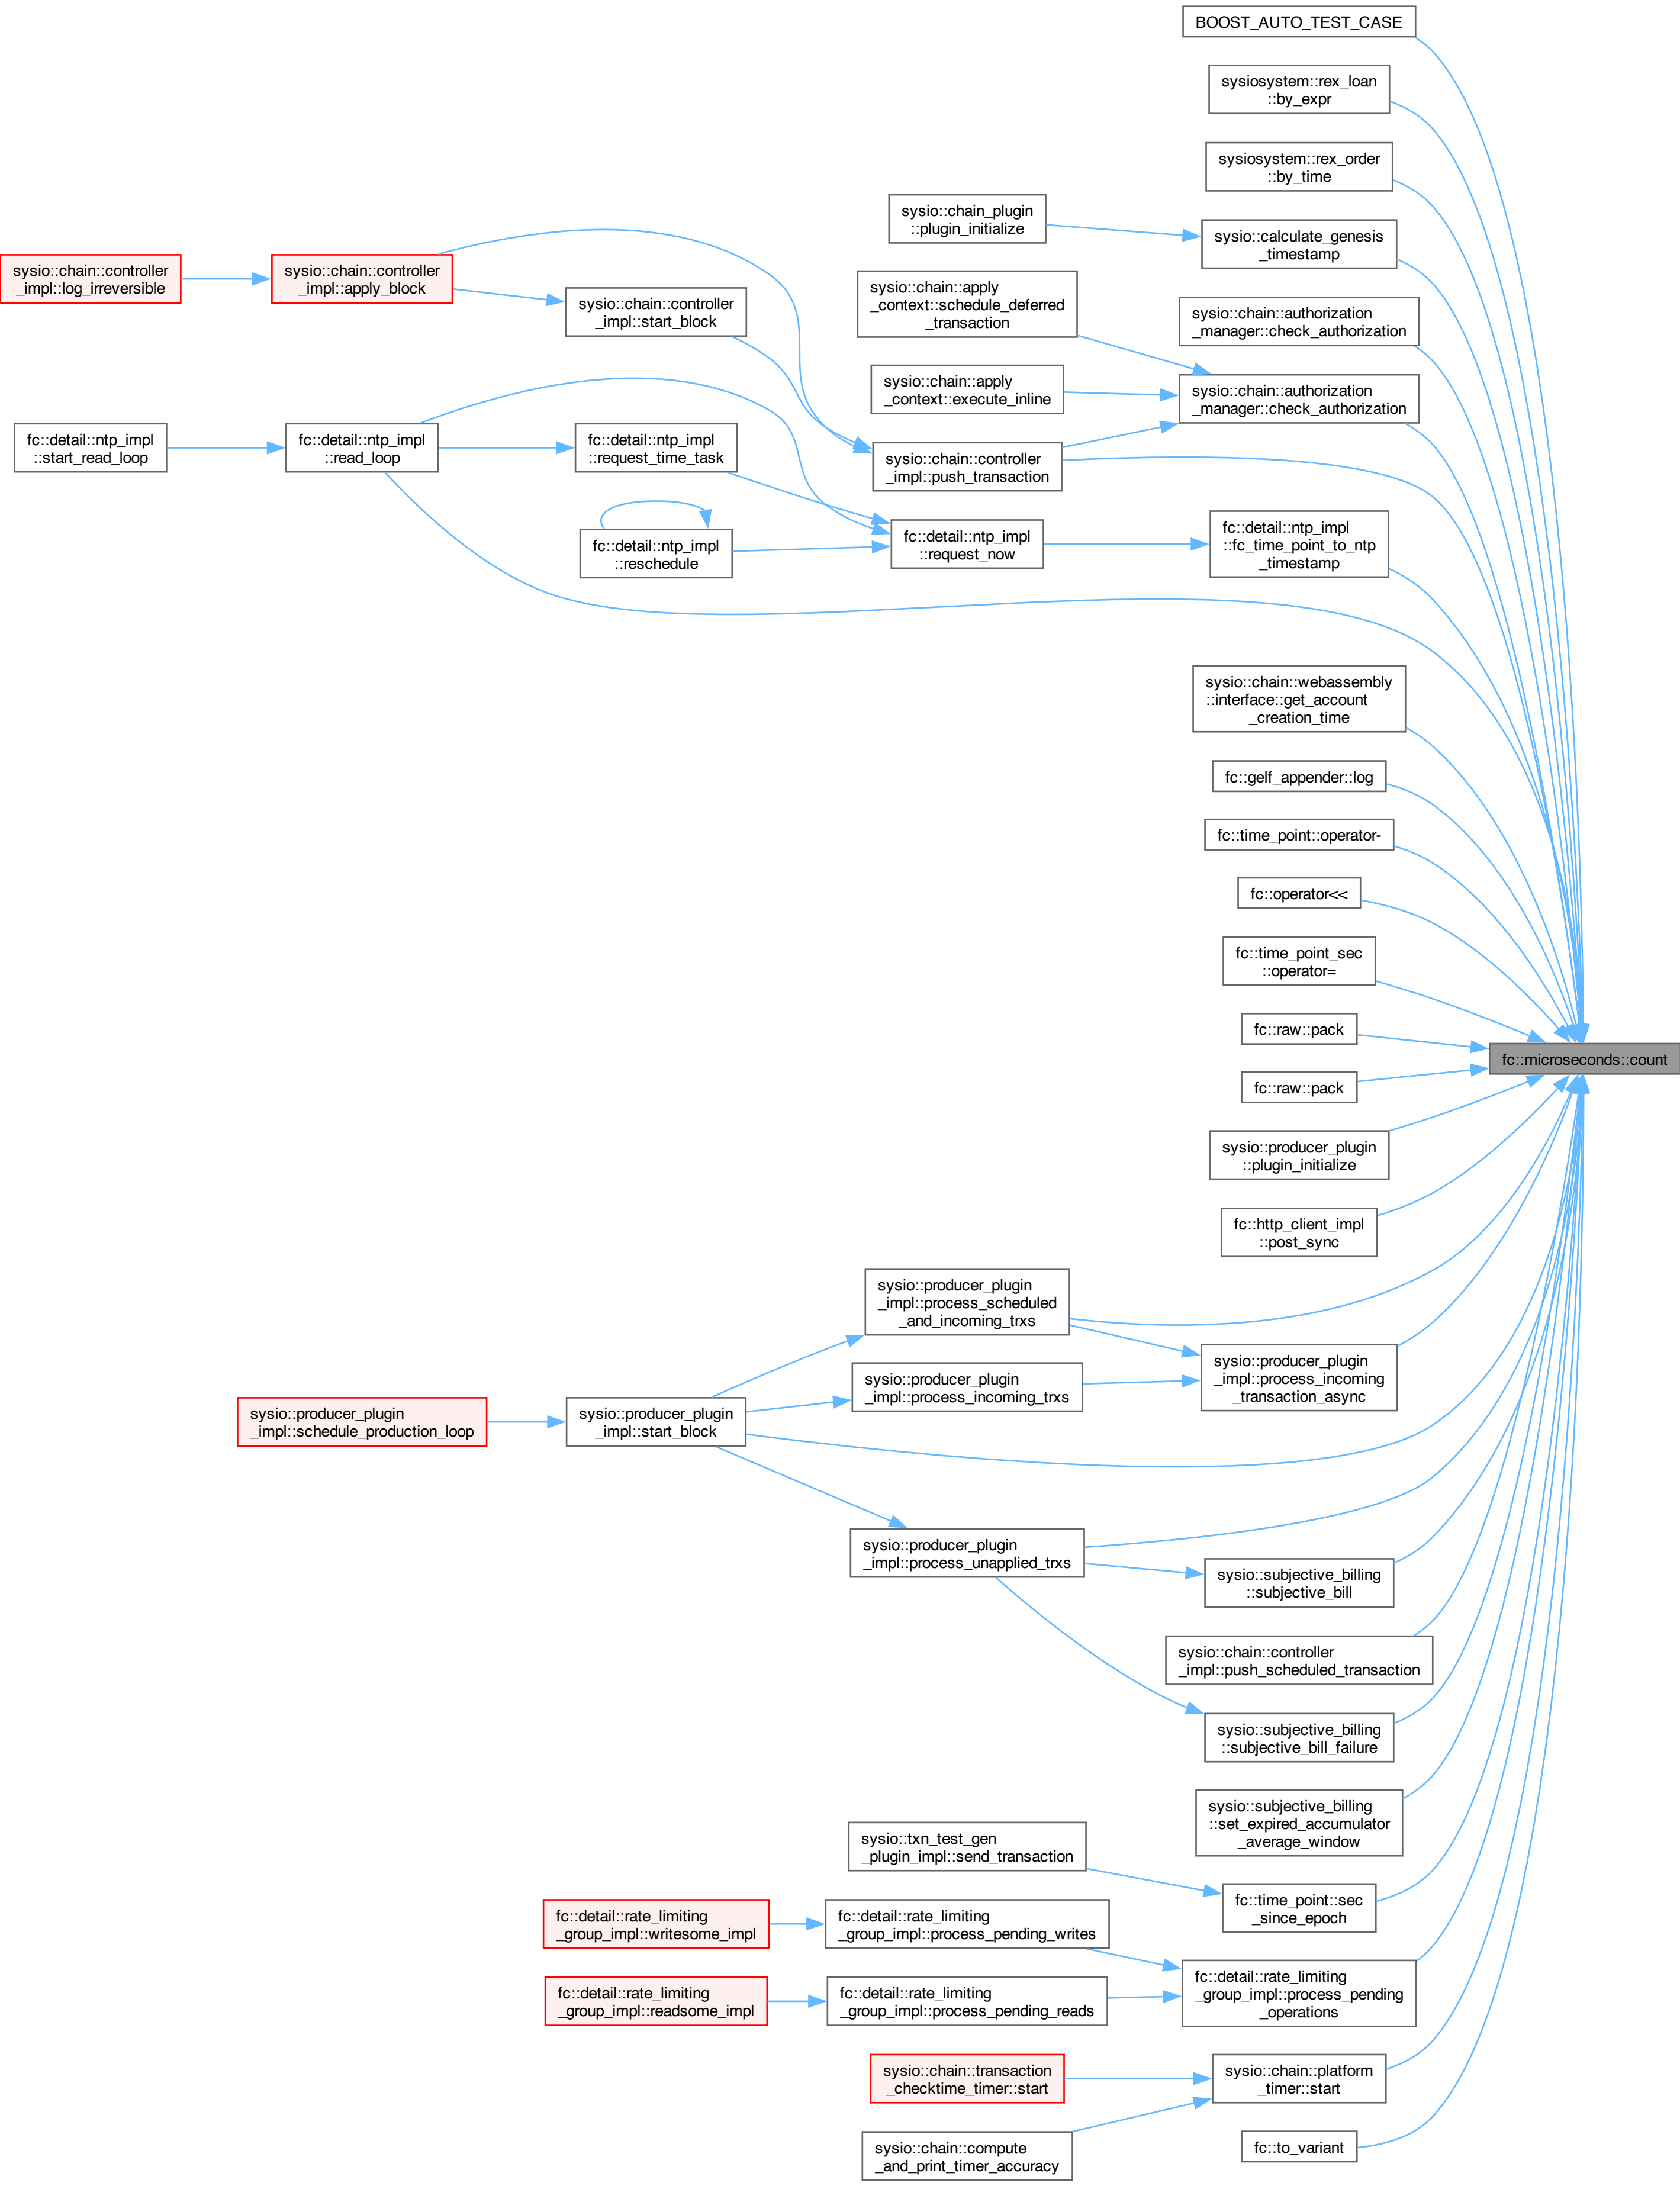 BOOST_AUTO_TEST_CASE
sysiosystem::rex_loan
::by_expr
sysiosystem::rex_order
::by_time
sysio::chain_plugin
::plugin_initialize
sysio::calculate_genesis
_timestamp
sysio::chain::controller
_impl::log_irreversible
sysio::chain::controller
_impl::apply_block
sysio::chain::controller
_impl::start_block
sysio::chain::apply
_context::schedule_deferred
_transaction
sysio::chain::authorization
_manager::check_authorization
sysio::chain::apply
_context::execute_inline
sysio::chain::authorization
_manager::check_authorization
fc::detail::ntp_impl
::start_read_loop
fc::detail::ntp_impl
::read_loop
fc::detail::ntp_impl
::request_time_task
sysio::chain::controller
_impl::push_transaction
fc::detail::ntp_impl
::reschedule
fc::detail::ntp_impl
::request_now
fc::detail::ntp_impl
::fc_time_point_to_ntp
_timestamp
sysio::chain::webassembly
::interface::get_account
_creation_time
fc::gelf_appender::log
fc::time_point::operator-
fc::operator<<
fc::time_point_sec
::operator=
fc::raw::pack
fc::microseconds::count
fc::raw::pack
sysio::producer_plugin
::plugin_initialize
fc::http_client_impl
::post_sync
sysio::producer_plugin
_impl::process_scheduled
_and_incoming_trxs
sysio::producer_plugin
_impl::process_incoming
_transaction_async
sysio::producer_plugin
_impl::process_incoming_trxs
sysio::producer_plugin
_impl::schedule_production_loop
sysio::producer_plugin
_impl::start_block
sysio::producer_plugin
_impl::process_unapplied_trxs
sysio::subjective_billing
::subjective_bill
sysio::chain::controller
_impl::push_scheduled_transaction
sysio::subjective_billing
::subjective_bill_failure
sysio::subjective_billing
::set_expired_accumulator
_average_window
sysio::txn_test_gen
_plugin_impl::send_transaction
fc::time_point::sec
_since_epoch
fc::detail::rate_limiting
_group_impl::writesome_impl
fc::detail::rate_limiting
_group_impl::process_pending_writes
fc::detail::rate_limiting
_group_impl::readsome_impl
fc::detail::rate_limiting
_group_impl::process_pending_reads
fc::detail::rate_limiting
_group_impl::process_pending
_operations
sysio::chain::transaction
_checktime_timer::start
sysio::chain::platform
_timer::start
sysio::chain::compute
_and_print_timer_accuracy
fc::to_variant